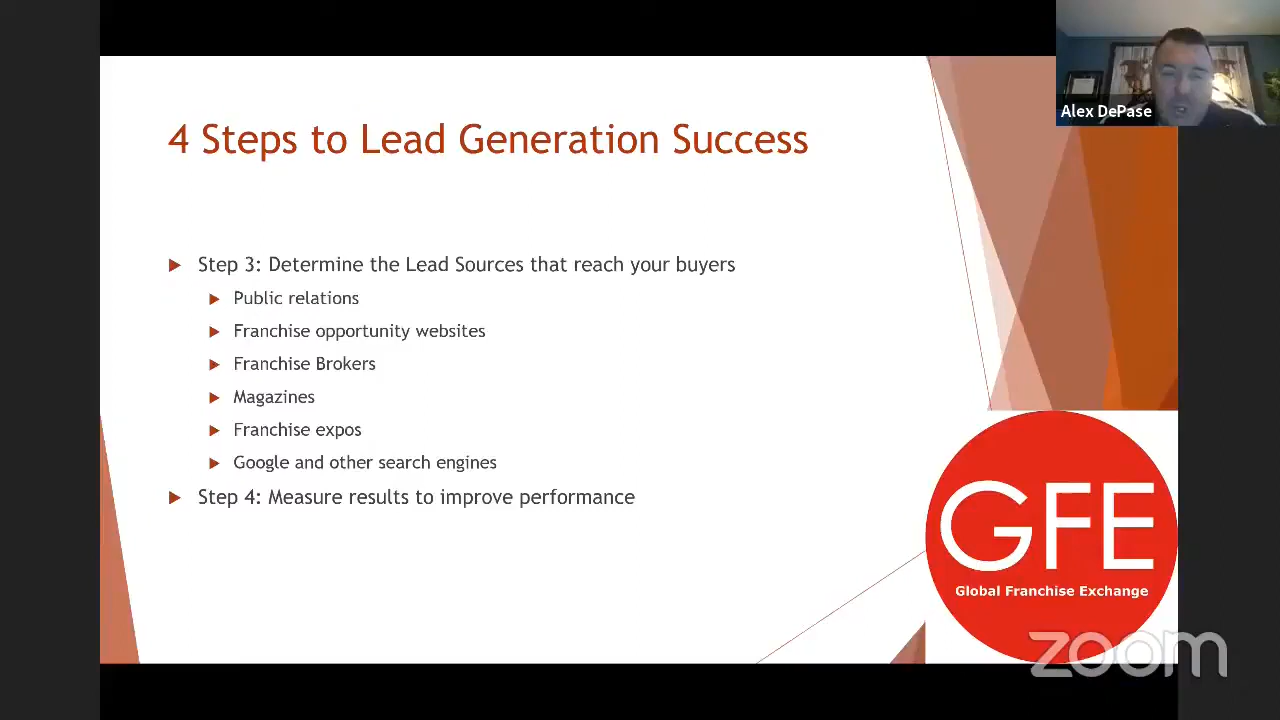 Alex DePase
4 Steps to Lead Generation Success
Step 3: Determine the Lead Sources that reach your buyers
Public relations
Franchise opportunity websites
Franchise Brokers
Magazines
Franchise expos
Google and other search engines
Step 4: Measure results to improve performance
GFE
Global Franchise Exchange
zoom